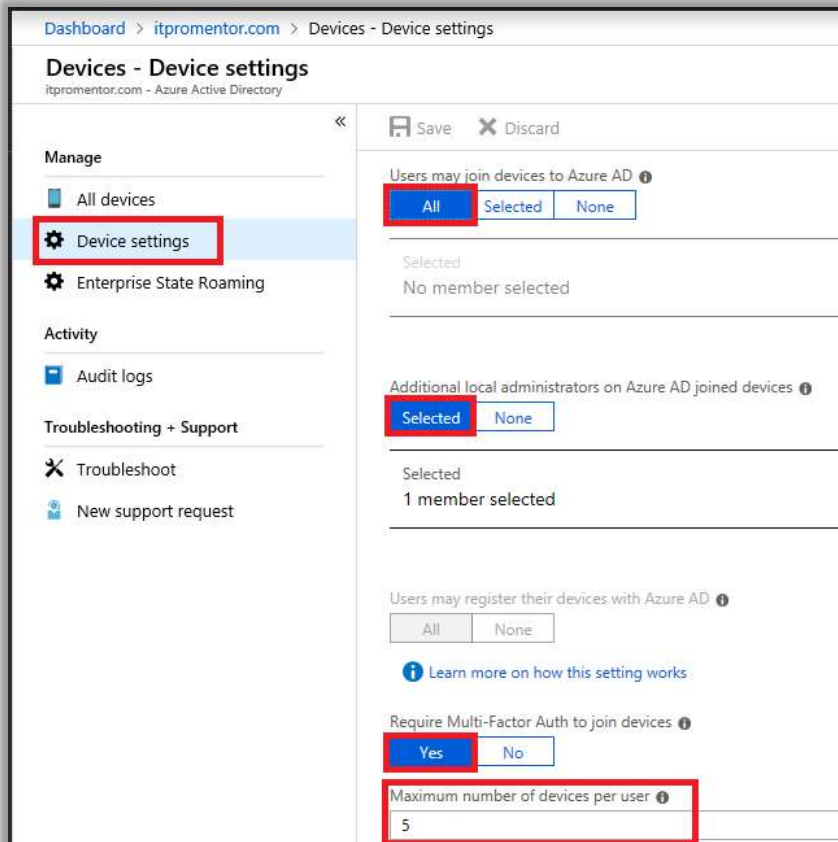 Dashboard > itpromentor.com > Devices - Device settings
Devices - Device settings
itpromentor.com - Azure Active Directory
«
Manage
All devices
Device settings
Enterprise State Roaming
Activity
Audit logs
Troubleshooting + Support
Troubleshoot
New support request
Save Discard
Users may join devices to Azure AD
All Selected None
Selected
No member selected
Additional local administrators on Azure AD joined devices
Selected None
Selected
1 member selected
Users may register their devices with Azure AD
All None
Learn more on how this setting works
Require Multi-Factor Auth to join devices
Yes No
Maximum number of devices per user
5